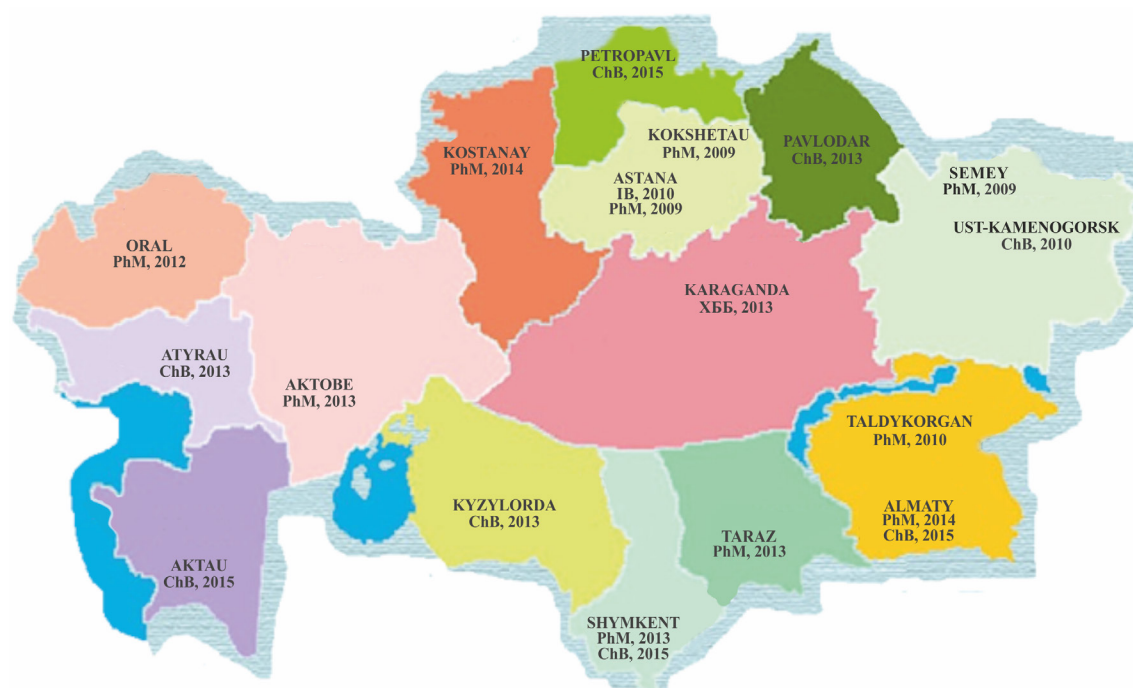 PETROPAVL
ChB, 2015
KOKSHETAU
PhM, 2009
PAVLODAR
ChB, 2013
KOSTANAY
PhM, 2014
ASTANA
IB, 2010
PhM, 2009
SEMEY
PhM, 2009
UST-KAMENOGORSK
ChB, 2010
ORAL
PhM, 2012
KARAGANDA
ХББ, 2013
ATYRAU
ChB, 2013
AKTOBE
PhM, 2013
TALDYKORGAN
PhM, 2010
KYZYLORDA
ChB, 2013
ALMATY
PhM, 2014
ChB, 2015
TARAZ
PhM, 2013
AKTAU
ChB, 2015
SHYMKENT
PhM, 2013
ChB, 2015